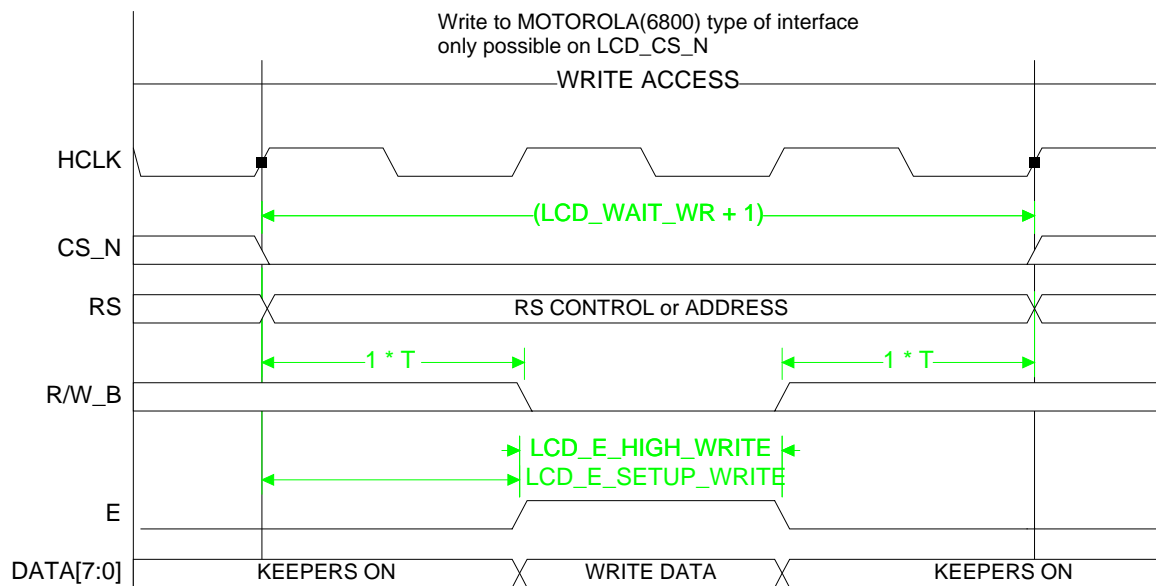 Write to MOTOROLA(6800) type of interface
only possible on LCD_CS_N
WRITE ACCESS
HCLK
(LCD_WAIT_WR + 1)
CS_N
RS
RS CONTROL or ADDRESS
1 * T
1 * T
R/W_B
LCD_E_HIGH_WRITE
LCD_E_SETUP_WRITE
E
DATA[7:0]
KEEPERS ON
WRITE DATA
KEEPERS ON